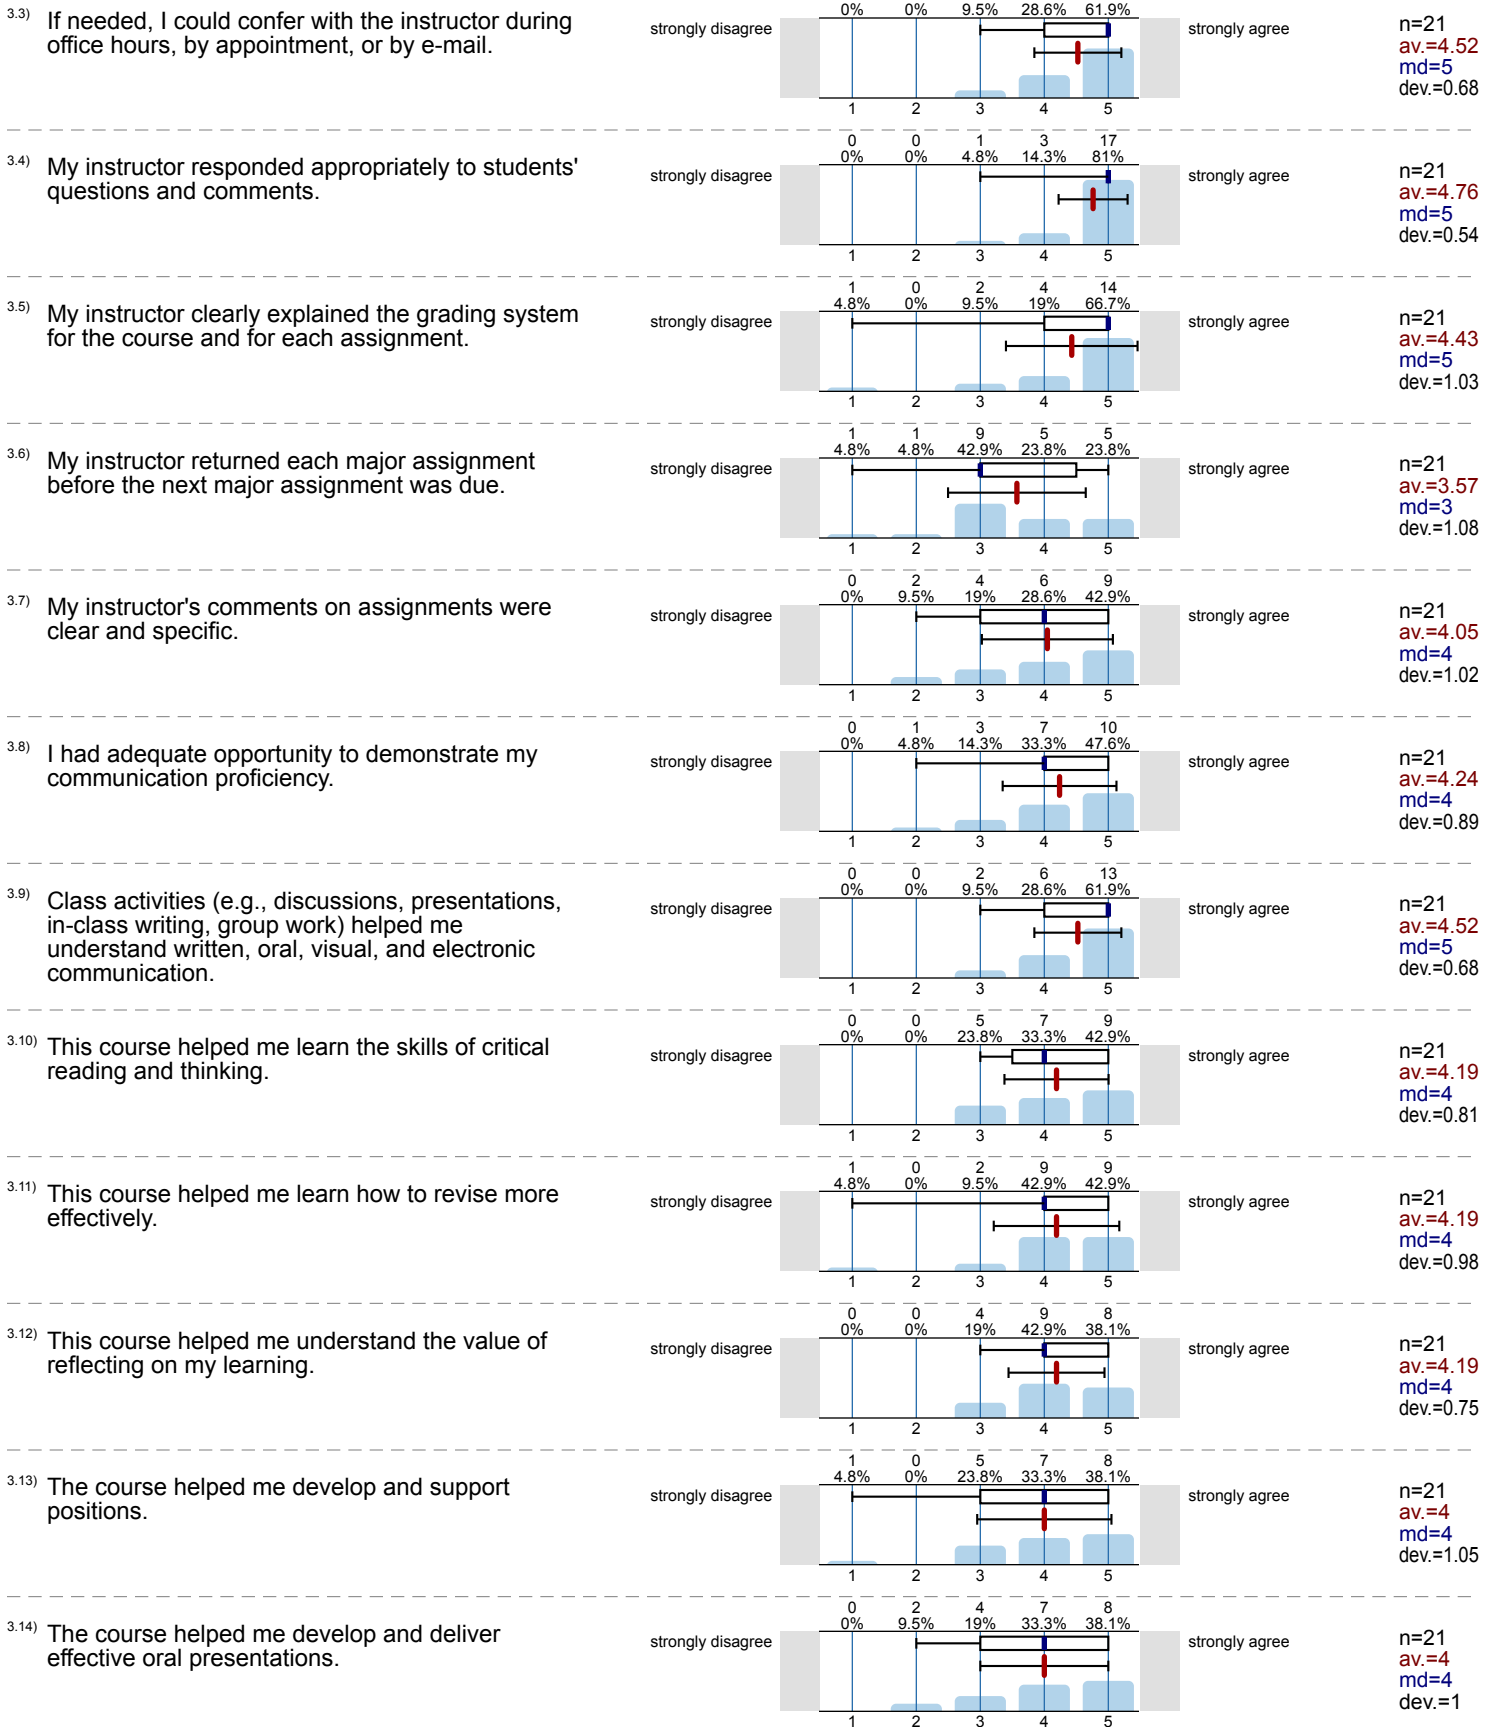 0% 0% 9.5% 28.6% 61.9%
3.3) If needed, I could confer with the instructor during
office hours, by appointment, or by e-mail.
strongly disagree strongly agree
n=21
av.=4.52
md=5
dev.=0.68
1 2 3 4 5
0 0 1 3 17
0% 0% 4.8% 14.3% 81%
3.4) My instructor responded appropriately to students'
questions and comments.
strongly disagree strongly agree
n=21
av.=4.76
md=5
dev.=0.54
1 2 3 4 5
1 0 2 4 14
4.8% 0% 9.5% 19% 66.7%
3.5) My instructor clearly explained the grading system
for the course and for each assignment.
strongly disagree strongly agree
n=21
av.=4.43
md=5
dev.=1.03
1 2 3 4 5
1 1 9 5 5
4.8% 4.8% 42.9% 23.8% 23.8%
3.6) My instructor returned each major assignment
before the next major assignment was due.
strongly disagree strongly agree
n=21
av.=3.57
md=3
dev.=1.08
1 2 3 4 5
0 2 4 6 9
0% 9.5% 19% 28.6% 42.9%
3.7) My instructor's comments on assignments were
clear and specific.
strongly disagree strongly agree
n=21
av.=4.05
md=4
dev.=1.02
1 2 3 4 5
0 1 3 7 10
0% 4.8% 14.3% 33.3% 47.6%
3.8) I had adequate opportunity to demonstrate my
communication proficiency.
strongly disagree strongly agree
n=21
av.=4.24
md=4
dev.=0.89
1 2 3 4 5
0 0 2 6 13
0% 0% 9.5% 28.6% 61.9%
3.9) Class activities (e.g., discussions, presentations,
in-class writing, group work) helped me
understand written, oral, visual, and electronic
communication.
strongly disagree strongly agree
n=21
av.=4.52
md=5
dev.=0.68
1 2 3 4 5
0 0 5 7 9
0% 0% 23.8% 33.3% 42.9%
3.10) This course helped me learn the skills of critical
reading and thinking.
strongly disagree strongly agree
n=21
av.=4.19
md=4
dev.=0.81
1 2 3 4 5
1 0 2 9 9
4.8% 0% 9.5% 42.9% 42.9%
3.11) This course helped me learn how to revise more
effectively.
strongly disagree strongly agree
n=21
av.=4.19
md=4
dev.=0.98
1 2 3 4 5
0 0 4 9 8
0% 0% 19% 42.9% 38.1%
3.12) This course helped me understand the value of
reflecting on my learning.
strongly disagree strongly agree
n=21
av.=4.19
md=4
dev.=0.75
1 2 3 4 5
1 0 5 7 8
4.8% 0% 23.8% 33.3% 38.1%
3.13) The course helped me develop and support
positions.
strongly disagree strongly agree
n=21
av.=4
md=4
dev.=1.05
1 2 3 4 5
0 2 4 7 8
0% 9.5% 19% 33.3% 38.1%
3.14) The course helped me develop and deliver
effective oral presentations.
strongly disagree strongly agree
n=21
av.=4
md=4
dev.=1
1 2 3 4 5